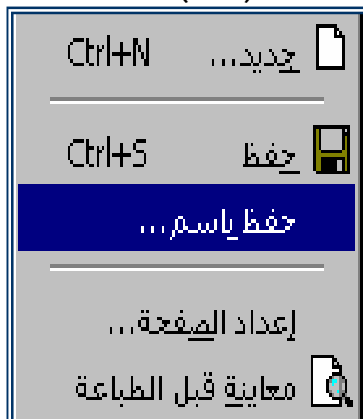 جديد... Ctrl+N
حفظ Ctrl+S
حفظ باسم...
إعداد الصفحة...
معاينة قبل الطباعة